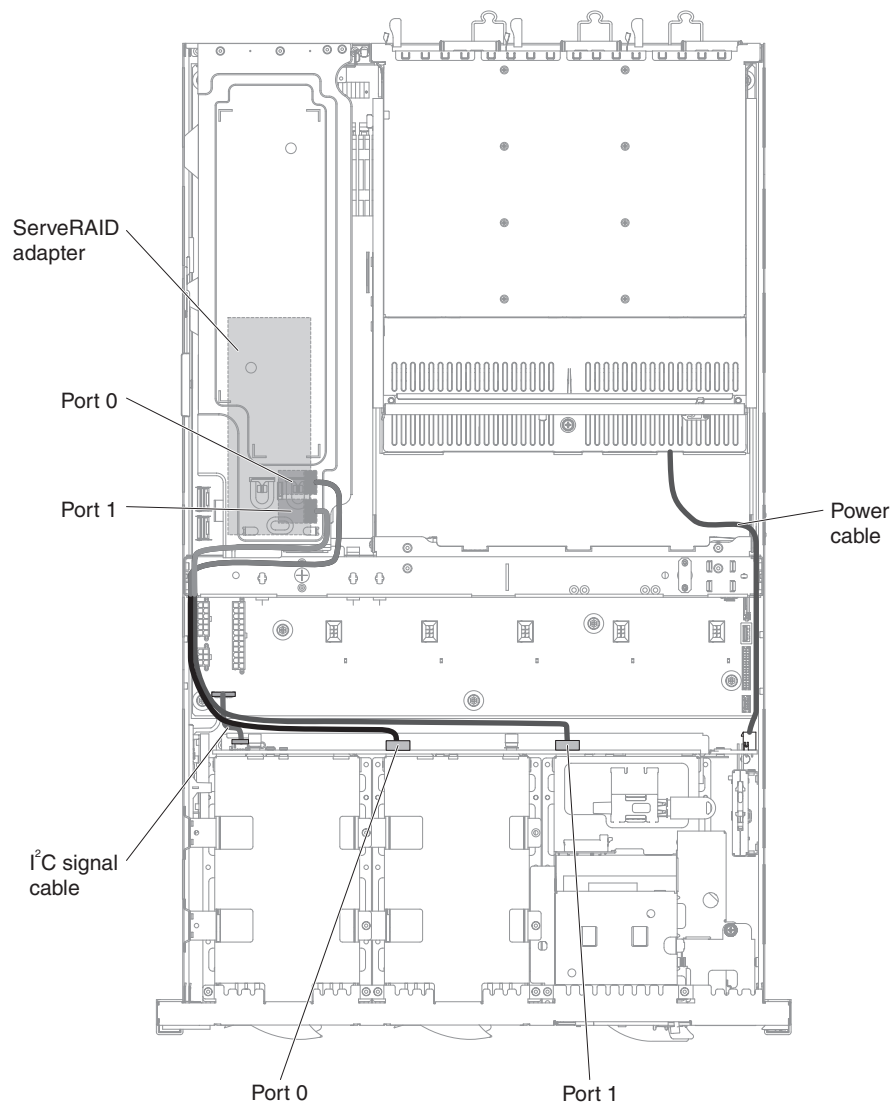 ServeRAID
adapter
Port 0
Port 1
Power
cable
I²C signal
cable
Port 0
Port 1